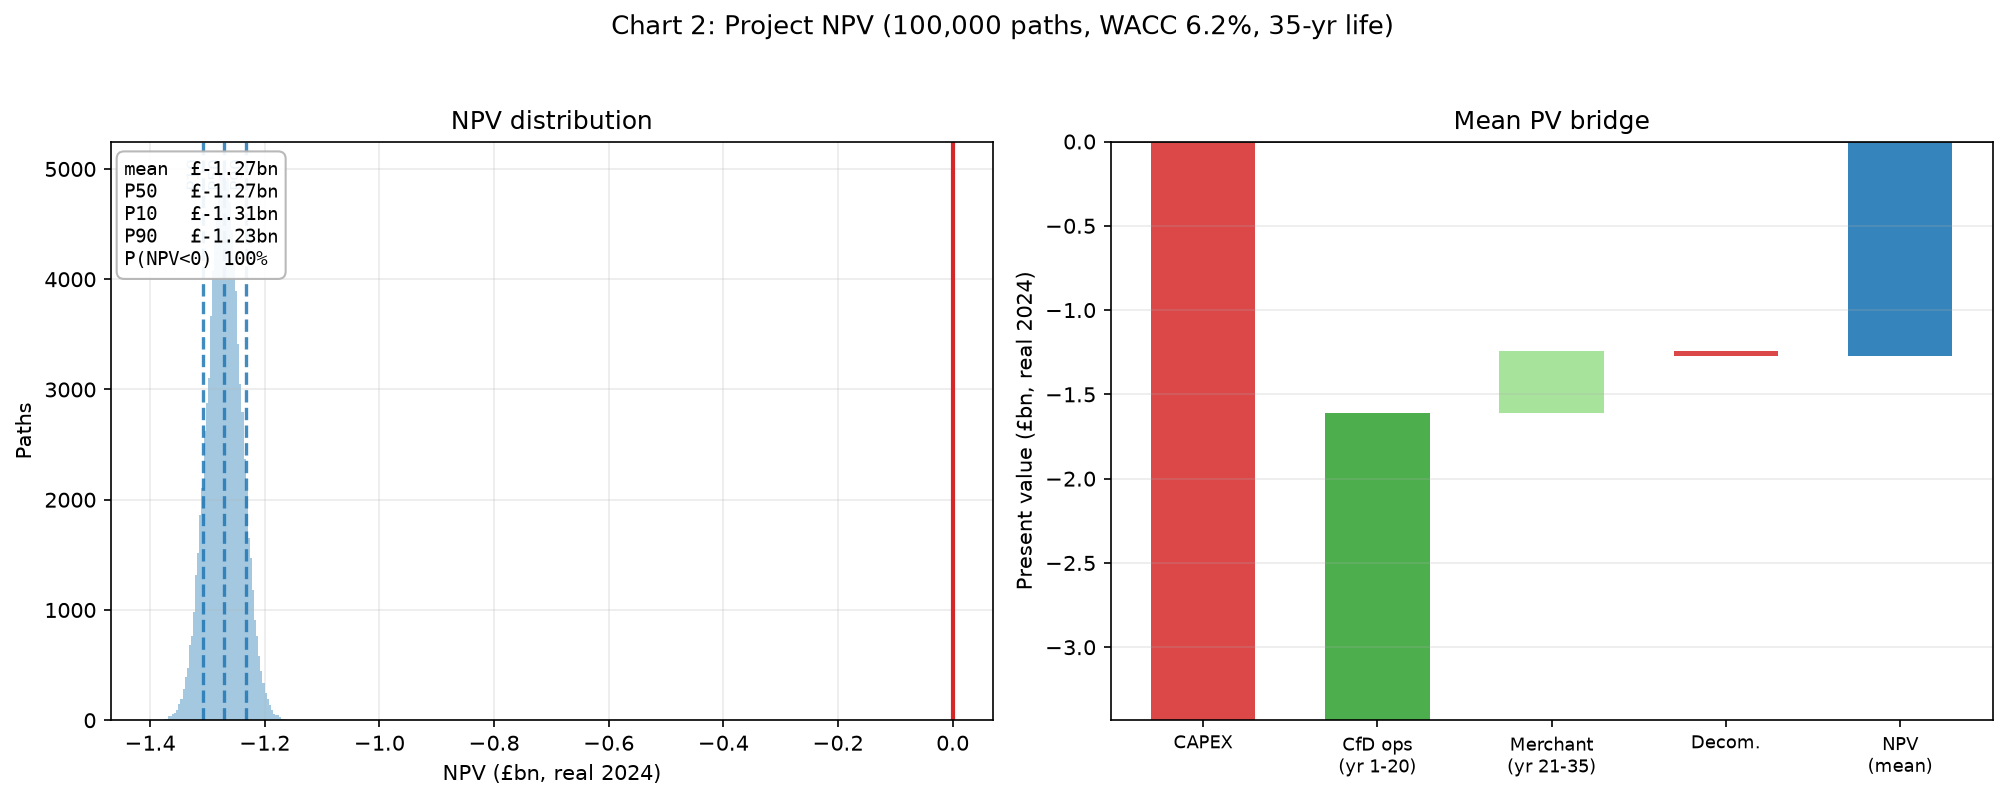 Chart 2: Project NPV (100,000 paths, WACC 6.2%, 35-yr life)
NPV distribution
mean £-1.27bn
P50 £-1.27bn
P10 £-1.31bn
P90 £-1.23bn
P(NPV<0) 100%
Paths
5000
4000
3000
2000
1000
0
−1.4 −1.2 −1.0 −0.8 −0.6 −0.4 −0.2 0.0
NPV (£bn, real 2024)
Mean PV bridge
Present value (£bn, real 2024)
0.0
−0.5
−1.0
−1.5
−2.0
−2.5
−3.0
CAPEX
CfD ops
(yr 1-20)
Merchant
(yr 21-35)
Decom.
NPV
(mean)